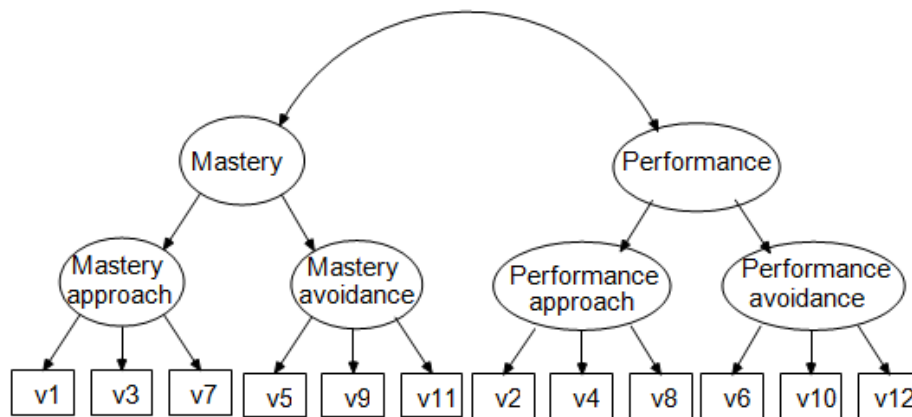 Mastery
Performance
Mastery
approach
Mastery
avoidance
Performance
approach
Performance
avoidance
v1
v3
v7
v5
v9
v11
v2
v4
v8
v6
v10
v12